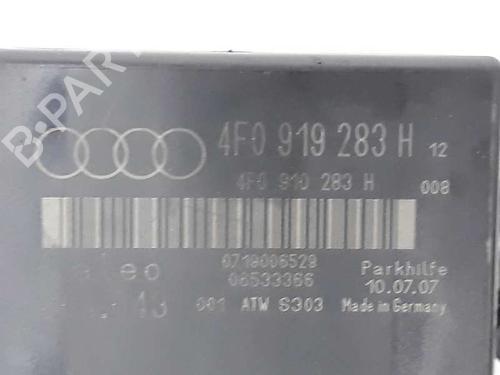 B-PARTS
4F0 919 283 H 12
4F0 910 283 H 008
0719006529
06533366
Parkhilfe
10.07.07
001 ATW S303
Made in Germany